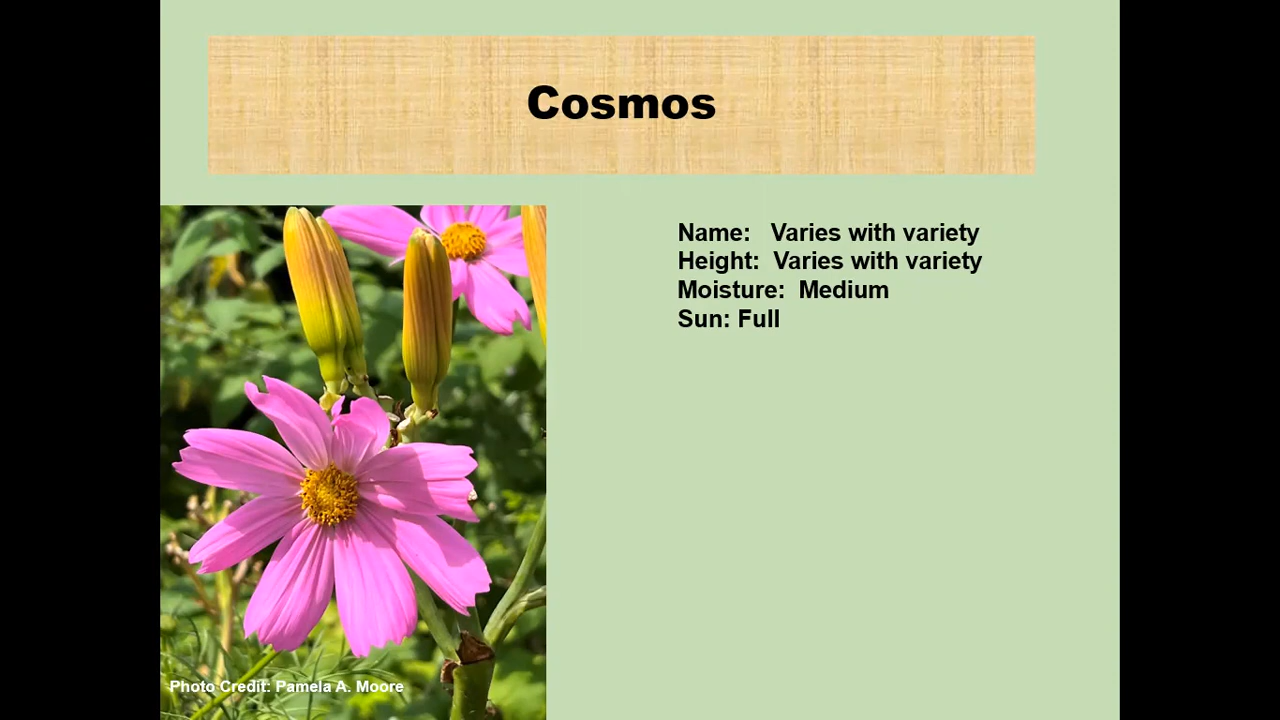 Cosmos
Name: Varies with variety
Height: Varies with variety
Moisture: Medium
Sun: Full
Photo Credit: Pamela A. Moore